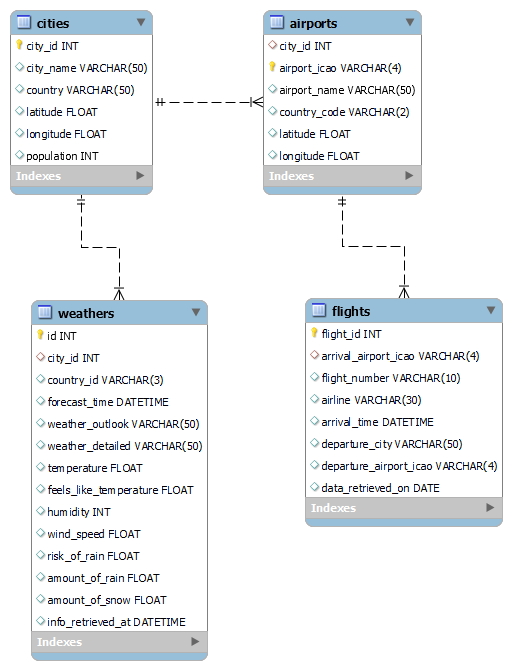 cities
city_id INT
city_name VARCHAR(50)
country VARCHAR(50)
latitude FLOAT
longitude FLOAT
population INT
Indexes
airports
city_id INT
airport_icao VARCHAR(4)
airport_name VARCHAR(50)
country_code VARCHAR(2)
latitude FLOAT
longitude FLOAT
Indexes
weathers
id INT
city_id INT
country_id VARCHAR(3)
forecast_time DATETIME
weather_outlook VARCHAR(50)
weather_detailed VARCHAR(50)
temperature FLOAT
feels_like_temperature FLOAT
humidity INT
wind_speed FLOAT
risk_of_rain FLOAT
amount_of_rain FLOAT
amount_of_snow FLOAT
info_retrieved_at DATETIME
Indexes
flights
flight_id INT
arrival_airport_icao VARCHAR(4)
flight_number VARCHAR(10)
airline VARCHAR(30)
arrival_time DATETIME
departure_city VARCHAR(50)
departure_airport_icao VARCHAR(4)
data_retrieved_on DATE
Indexes